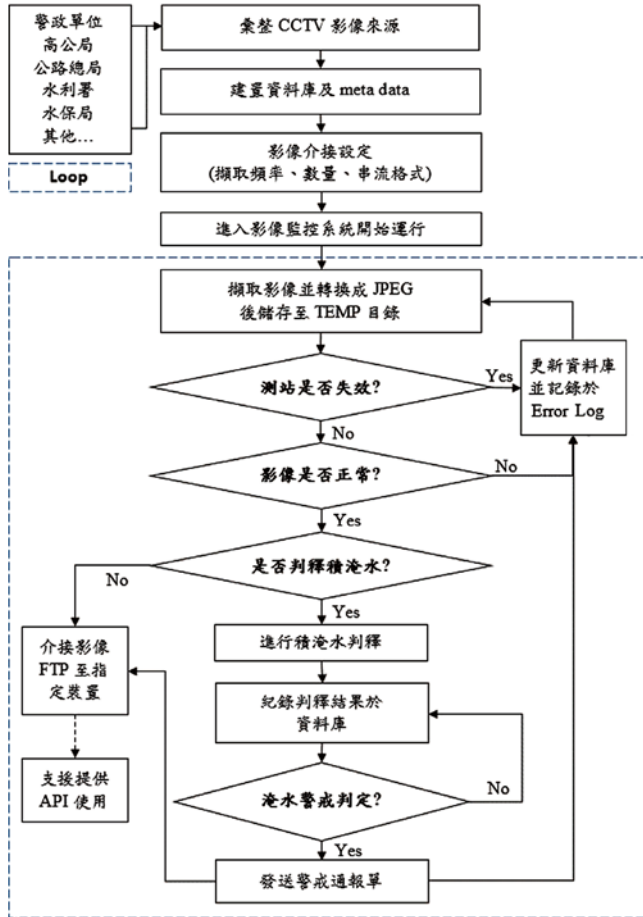 警政單位
高公局
公路總局
水利署
水保局
其他…
Loop
彙整 CCTV 影像來源
建置資料庫及 meta data
影像介接設定
(擷取頻率、數量、串流格式)
進入影像監控系統開始運行
擷取影像並轉換成 JPEG
後儲存至 TEMP 目錄
測站是否失效?
Yes
更新資料庫
並記錄於
Error Log
No
影像是否正常?
No
Yes
是否判釋積淹水?
No
Yes
介接影像
FTP 至指
定裝置
進行積淹水判釋
紀錄判釋結果於
資料庫
支援提供
API 使用
淹水警戒判定?
No
Yes
發送警戒通報單